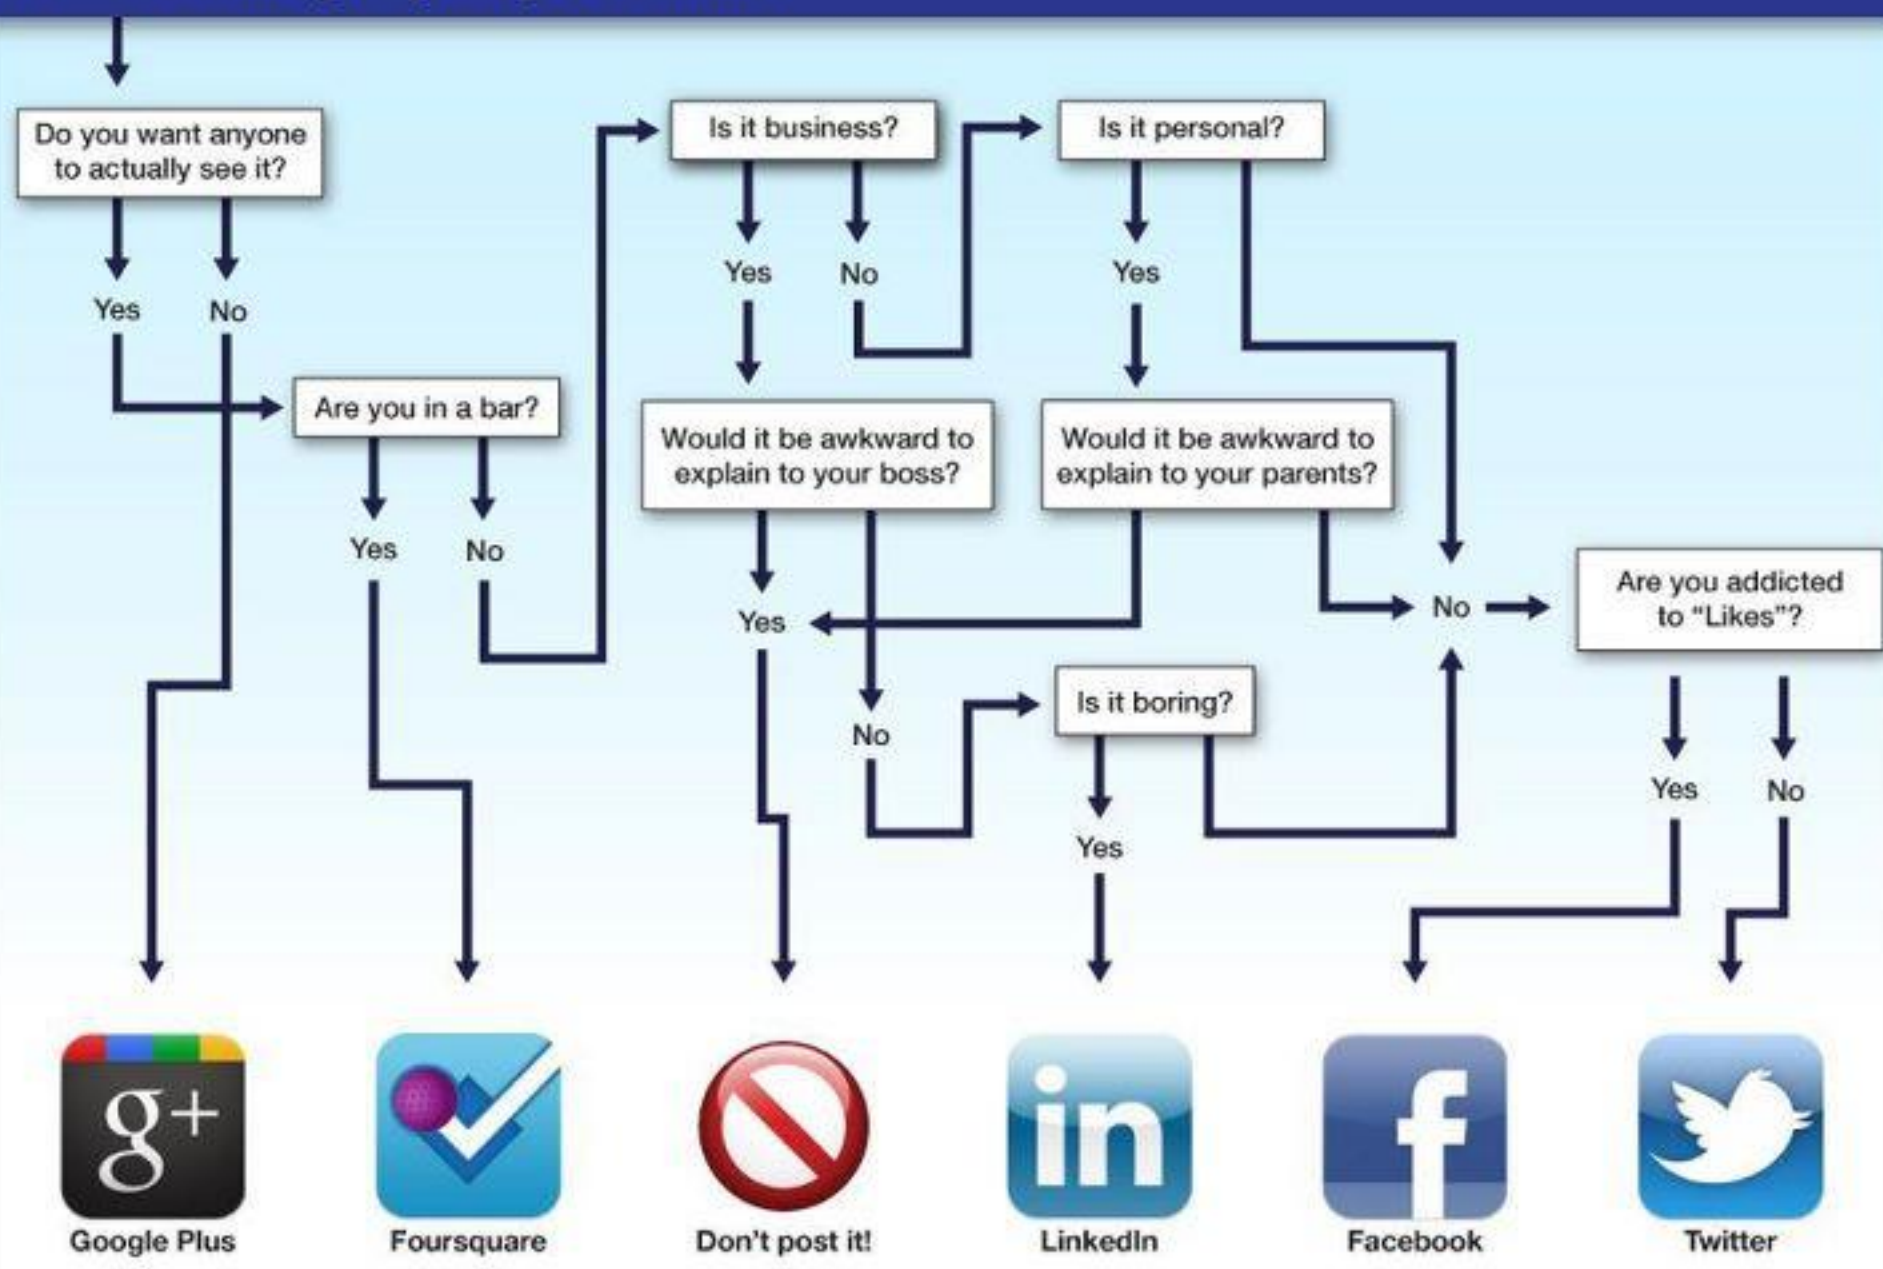 Do you want anyone
to actually see it?
Yes
No
Are you in a bar?
Yes
No
Is it business?
Yes
No
Is it personal?
Yes
Would it be awkward to
explain to your boss?
Would it be awkward to
explain to your parents?
Yes
No
No
Is it boring?
Yes
Are you addicted
to “Likes”?
Yes
No
g+
in
f
Google Plus
Foursquare
Don't post it!
LinkedIn
Facebook
Twitter